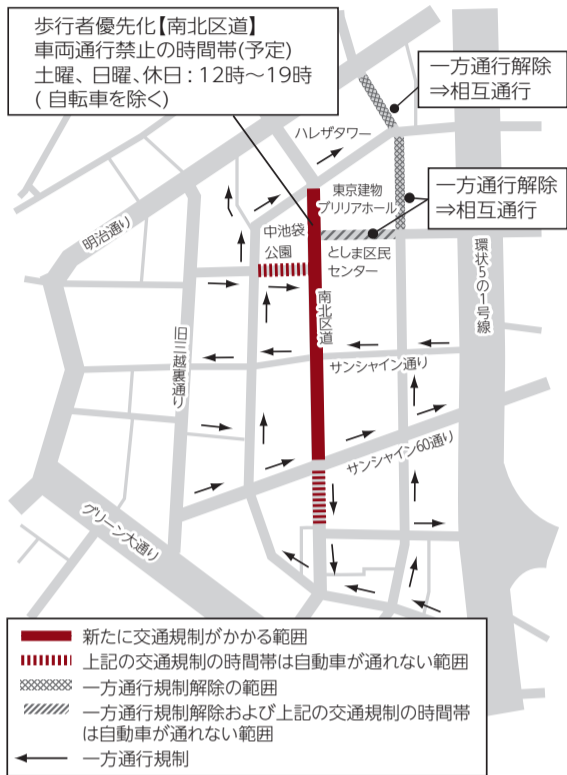 歩行者優先化【南北区道】
車両通行禁止の時間帯(予定)
土曜、日曜、休日：12時～19時
( 自転車を除く)
一方通行解除
⇒相互通行
ハレザタワー
東京建物
ブリリアホール
一方通行解除
⇒相互通行
明治通り
中池袋
公園
としま区民
センター
環状5の1号線
南北区道
旧三越裏通り
サンシャイン通り
サンシャイン60通り
グリーン大通り
新たに交通規制がかかる範囲
上記の交通規制の時間帯は自動車が通れない範囲
一方通行規制解除の範囲
一方通行規制解除および上記の交通規制の時間帯
は自動車が通れない範囲
一方通行規制